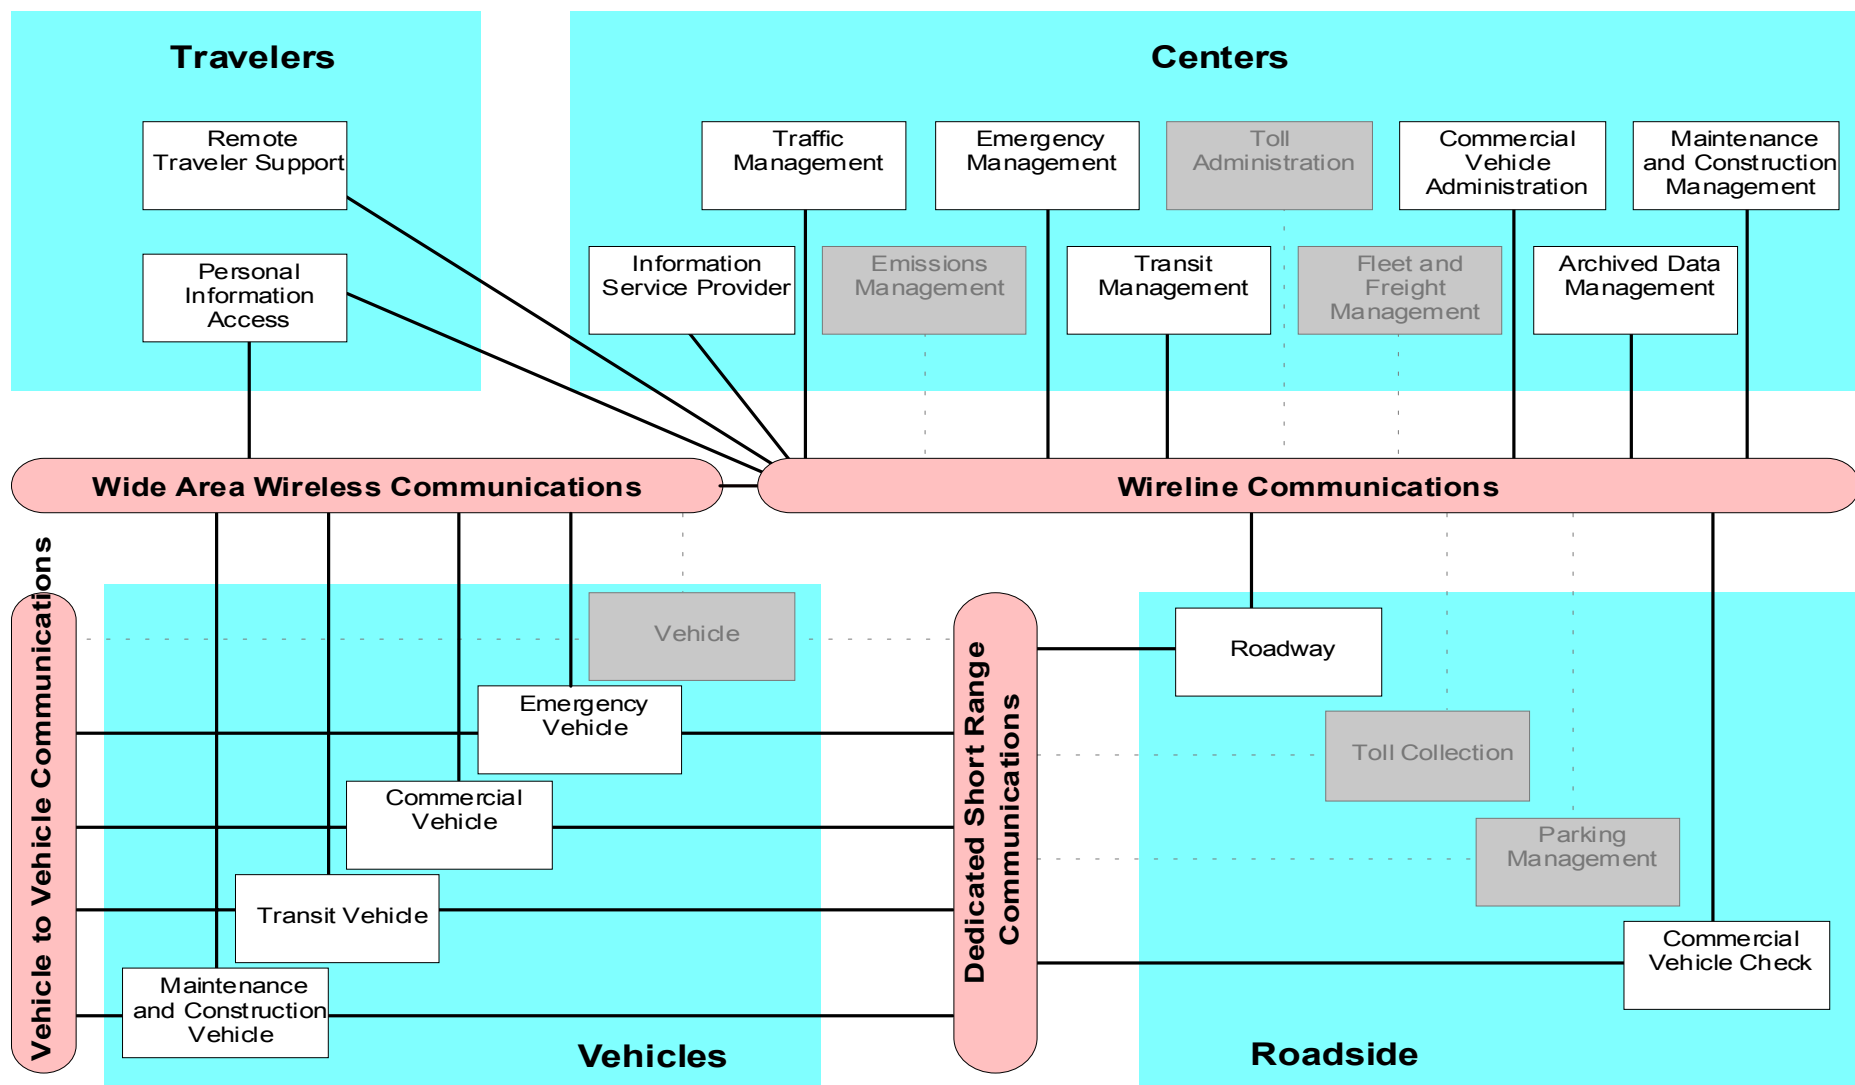 Travelers
Remote
Traveler Support
Personal
Information
Access
Centers
Traffic
Management
Emergency
Management
Toll
Administration
Commercial
Vehicle
Administration
Maintenance
and Construction
Management
Information
Service Provider
Emissions
Management
Transit
Management
Fleet and
Freight
Management
Archived Data
Management
Wide Area Wireless Communications
Wireline Communications
Vehicle to Vehicle Communications
Vehicle
Emergency
Vehicle
Commercial
Vehicle
Transit Vehicle
Maintenance
and Construction
Vehicle
Vehicles
Dedicated Short Range
Communications
Roadway
Toll Collection
Parking
Management
Commercial
Vehicle Check
Roadside